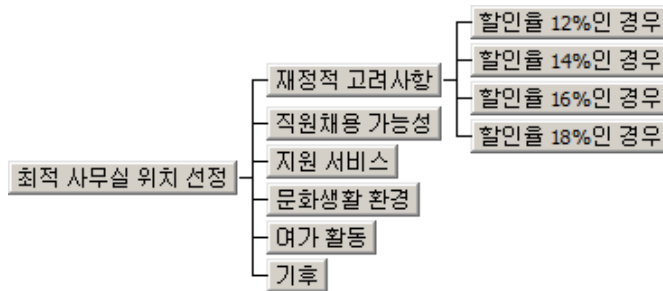 최적 사무실 위치 선정
재정적 고려사항
할인율 12%인 경우
할인율 14%인 경우
할인율 16%인 경우
할인율 18%인 경우
직원채용 가능성
지원 서비스
문화생활 환경
여가 활동
기후